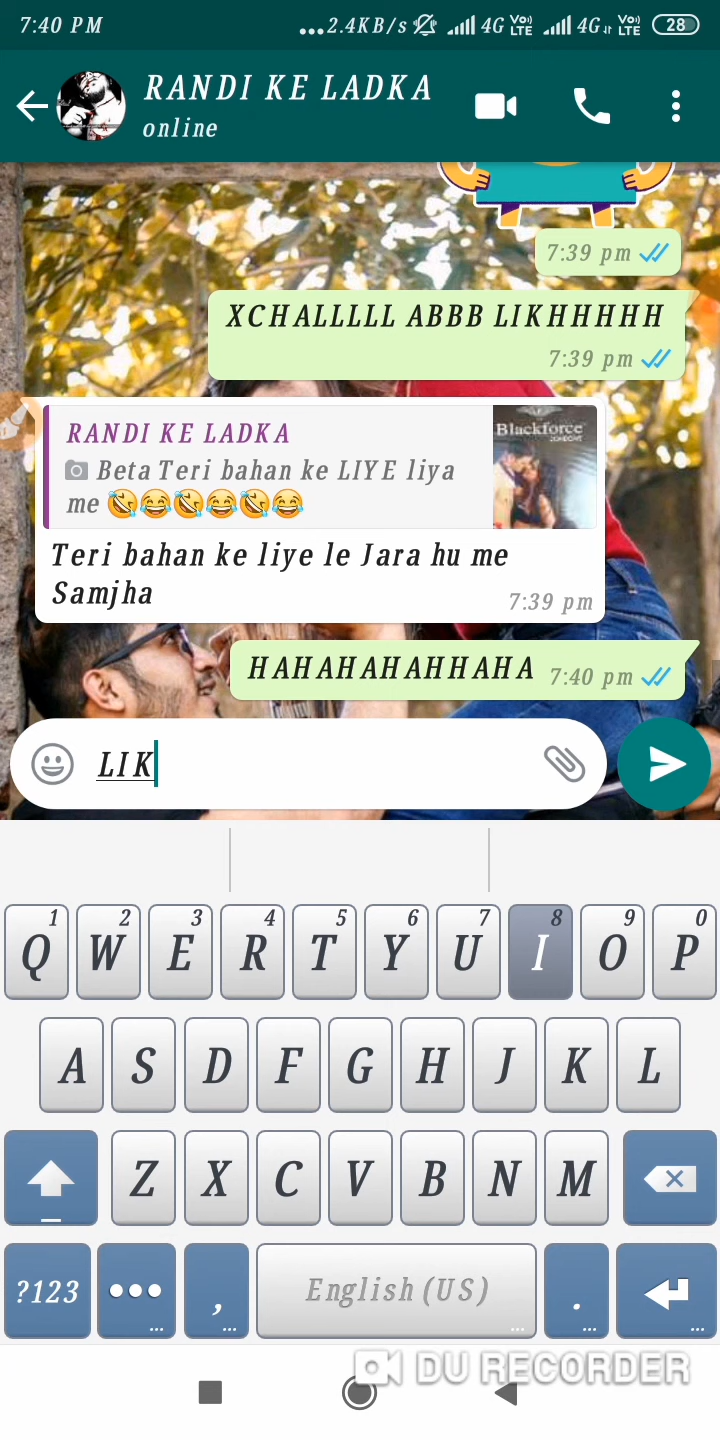 7:40 PM
...2.4KB/s 4G VoLTE 4G VoLTE 28
RANDI KE LADKA
online
7:39 pm
XCHALLLLL ABBB LIKHHHHH
7:39 pm
RANDI KE LADKA
Beta Teri bahan ke LIYE liya
me 🤣😂🤣😂🤣😂
Blackforce
Teri bahan ke liye le Jara hu me
Samjha
7:39 pm
HAHAHAHAHHAHA 7:40 pm
LIK
1 2 3 4 5 6 7 8 9 0
Q W E R T Y U I O P
A S D F G H J K L
Z X C V B N M
?123 , English (US) .
DU RECORDER